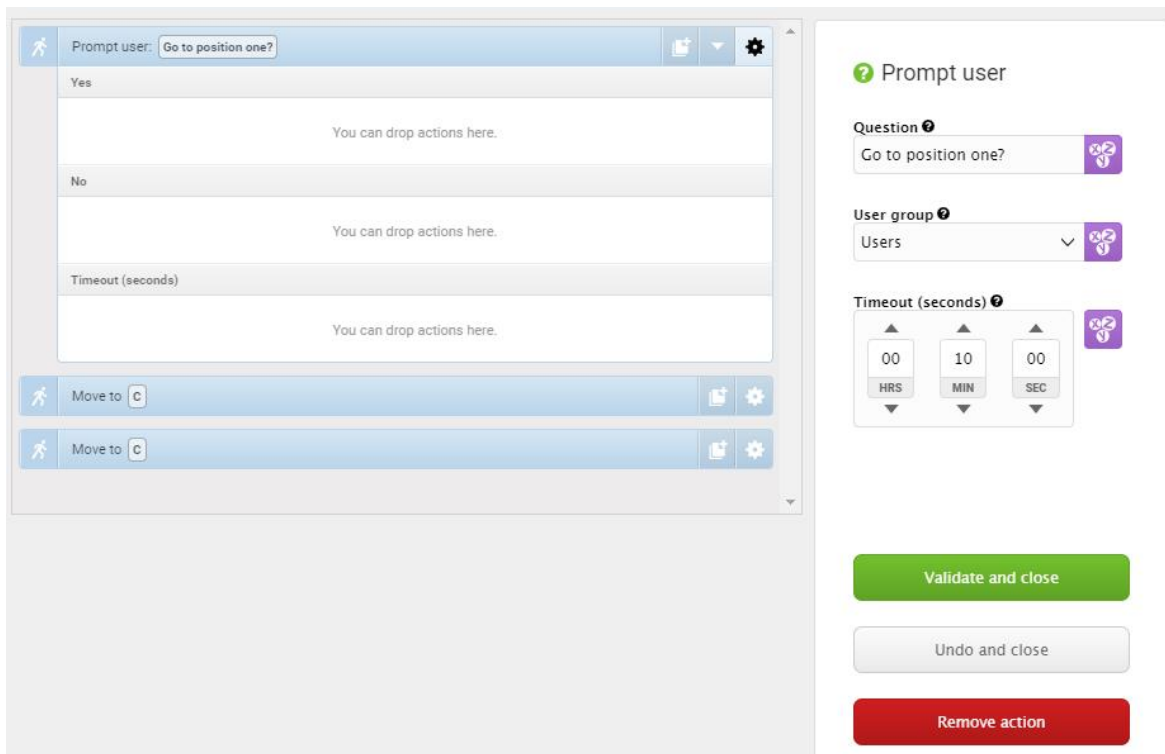 Prompt user: Go to position one?
Yes
You can drop actions here.
No
You can drop actions here.
Timeout (seconds)
You can drop actions here.
Move to C
Move to C
Prompt user
Question
Go to position one?
User group
Users
Timeout (seconds)
00 10 00
HRS MIN SEC
Validate and close
Undo and close
Remove action